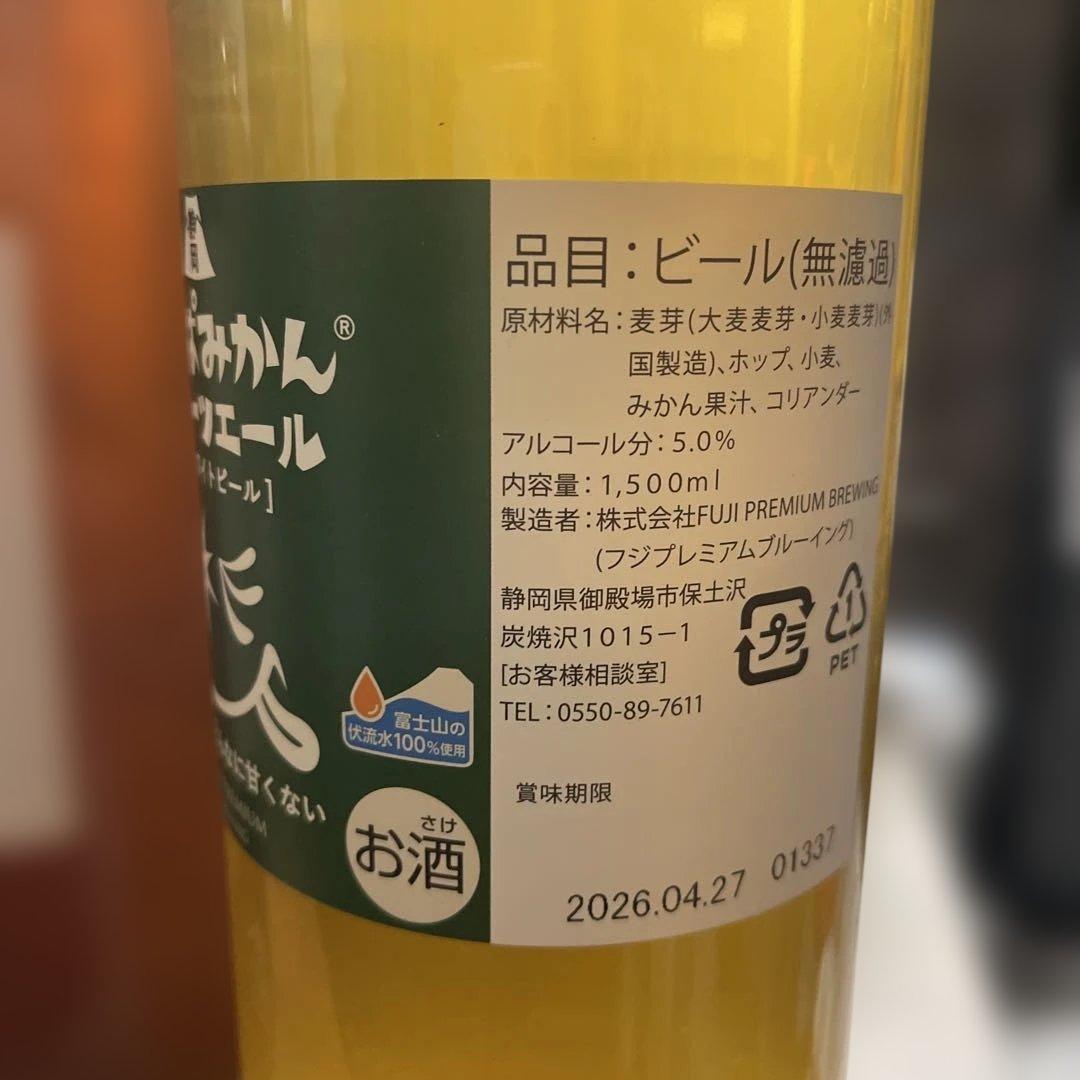 静岡
ぽみかん®
ーツエール
イトビール]
なに甘くない
富士山の
伏流水100%使用
さけ
お酒
品目：ビール(無濾過)
原材料名：麦芽(大麦麦芽・小麦麦芽)(外
国製造)、ホップ、小麦、
みかん果汁、コリアンダー
アルコール分：5.0%
内容量：1,500ml
製造者：株式会社FUJI PREMIUM BREWING
(フジプレミアムブルーイング)
静岡県御殿場市保土沢
炭焼沢1015－1
[お客様相談室]
TEL：0550-89-7611
プラ
1
PET
賞味期限
2026.04.27 01337